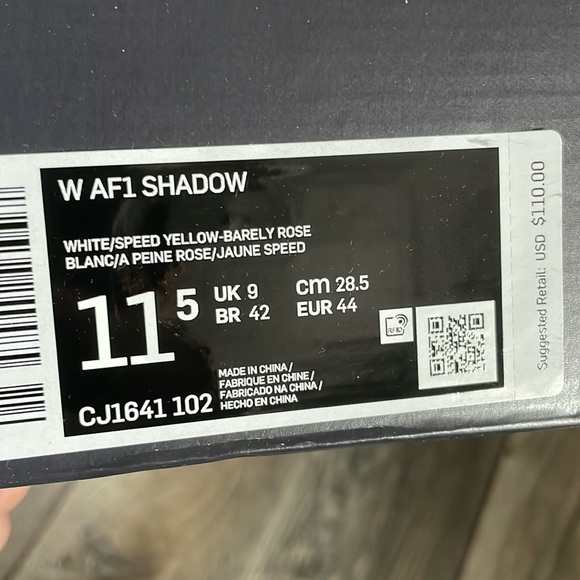 W AF1 SHADOW
WHITE/SPEED YELLOW-BARELY ROSE
BLANC/A PEINE ROSE/JAUNE SPEED
11 5
UK 9
BR 42
cm 28.5
EUR 44
RFID
MADE IN CHINA /
FABRIQUE EN CHINE /
FABRICADO NA CHINA /
HECHO EN CHINA
CJ1641 102
Suggested Retail: USD $110.00